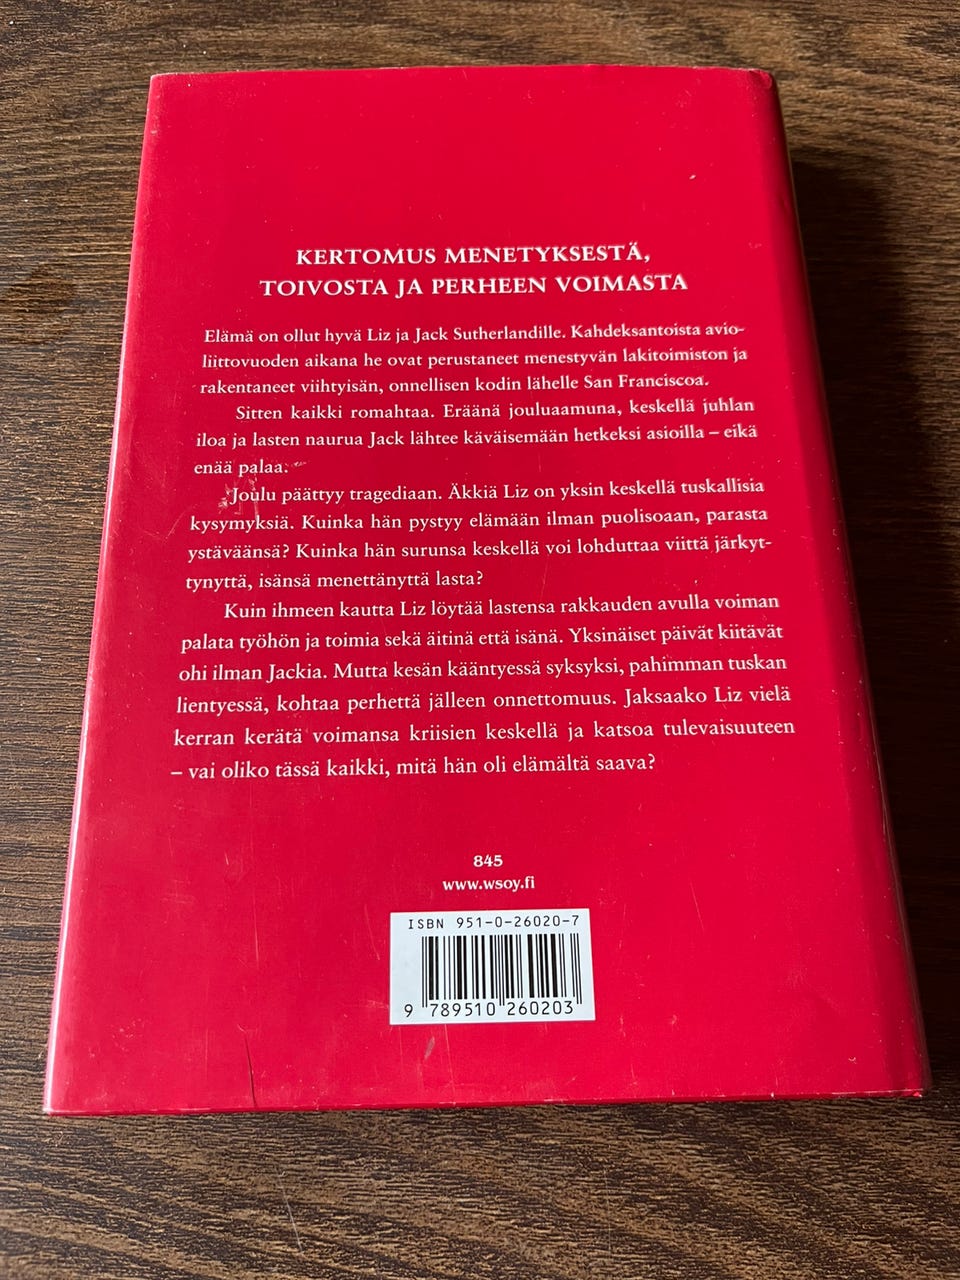 KERTOMUS MENETYKSESTÄ,
TOIVOSTA JA PERHEEN VOIMASTA
Elämä on ollut hyvä Liz ja Jack Sutherlandille. Kahdeksantoista avio-
liittovuoden aikana he ovat perustaneet menestyvän lakitoimiston ja
rakentaneet viihtyisän, onnellisen kodin lähelle San Franciscoa.
Sitten kaikki romahtaa. Eräänä jouluaamuna, keskellä juhlan
iloa ja lasten naurua Jack lähtee käväisemään hetkeksi asioilla – eikä
enää palaa.
Joulu päättyy tragediaan. Äkkiä Liz on yksin keskellä tuskallisia
kysymyksiä. Kuinka hän pystyy elämään ilman puolisoaan, parasta
ystäväänsä? Kuinka hän surunsa keskellä voi lohduttaa viittä järkyt-
tynyttä, isänsä menettänyttä lasta?
Kuin ihmeen kautta Liz löytää lastensa rakkauden avulla voiman
palata työhön ja toimia sekä äitinä että isänä. Yksinäiset päivät kiitävät
ohi ilman Jackia. Mutta kesän kääntyessä syksyksi, pahimman tuskan
lientyessä, kohtaa perhettä jälleen onnettomuus. Jaksaako Liz vielä
kerran kerätä voimansa kriisien keskellä ja katsoa tulevaisuuteen
– vai oliko tässä kaikki, mitä hän oli elämältä saava?
845
www.wsoy.fi
ISBN 951-0-26020-7
9 789510 260203